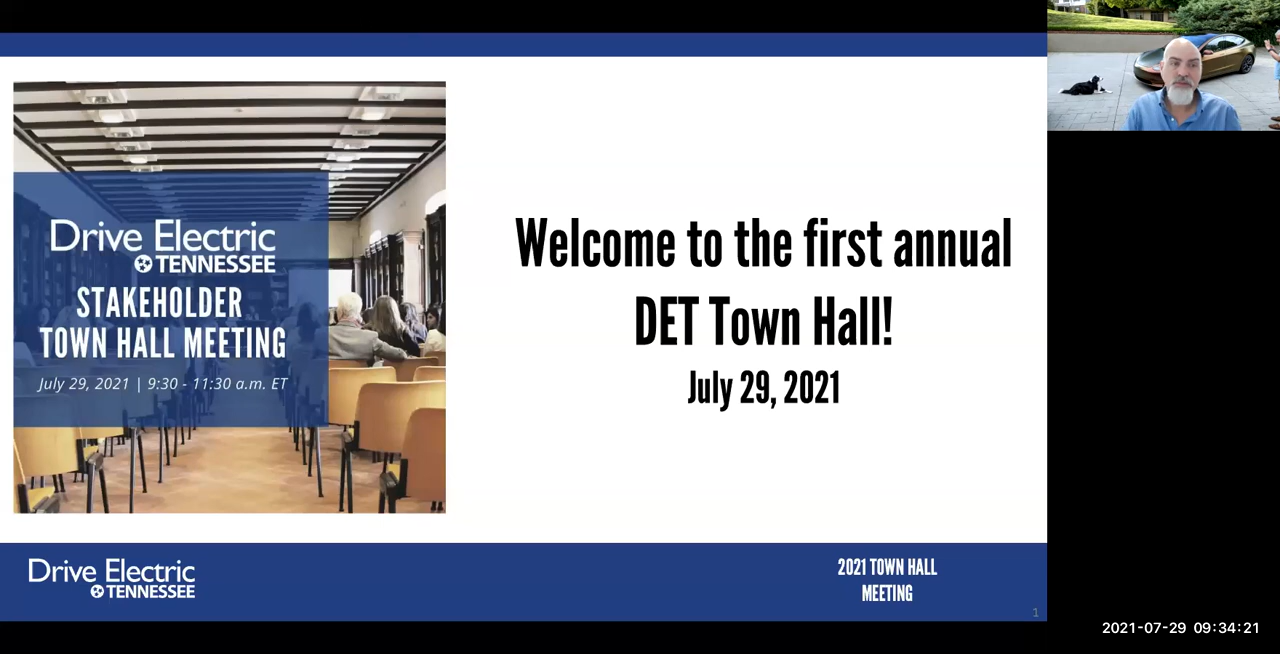 Drive Electric
TENNESSEE
STAKEHOLDER
TOWN HALL MEETING
July 29, 2021 | 9:30 - 11:30 a.m. ET
Welcome to the first annual
DET Town Hall!
July 29, 2021
Drive Electric
TENNESSEE
2021 TOWN HALL
MEETING
1
2021-07-29 09:34:21